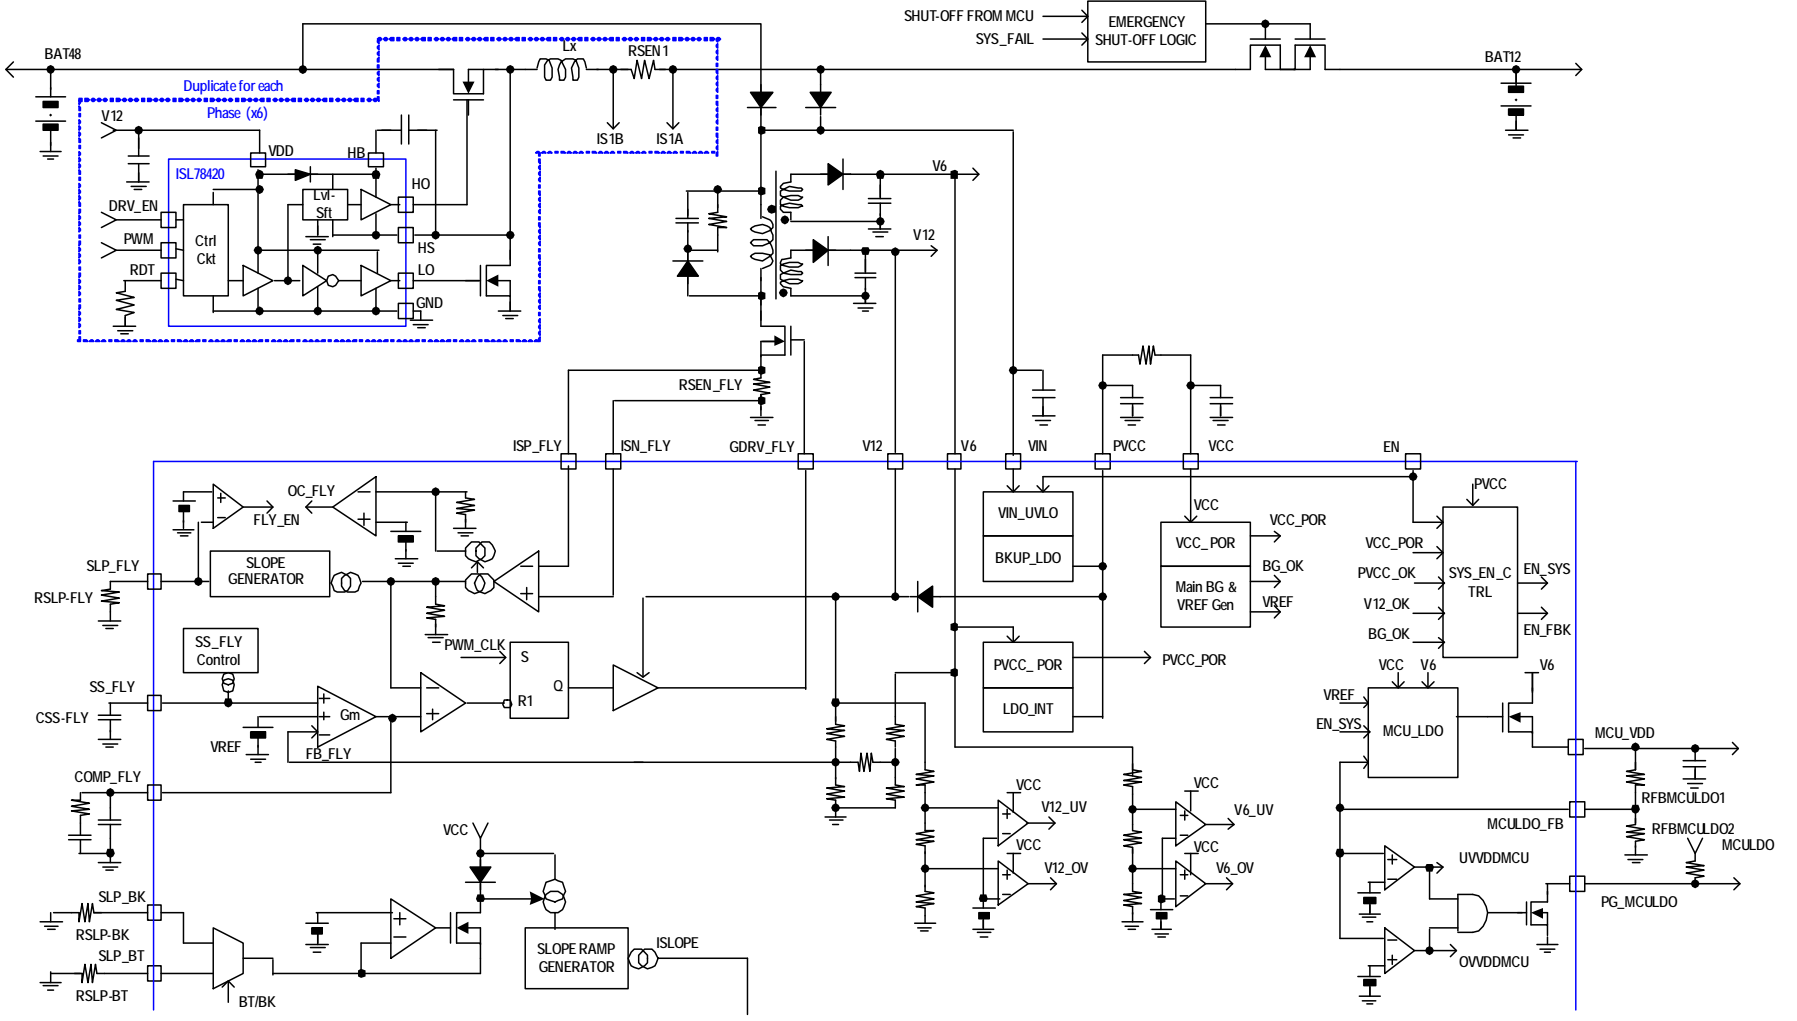 SHUT-OFF FROM MCU
SYS_FAIL
EMERGENCY
SHUT-OFF LOGIC
BAT48
Lx
RSEN1
BAT12
Duplicate for each
Phase (x6)
V12
IS1B
IS1A
VDD
HB
ISL78420
HO
Lvl-
Sft
DRV_EN
PWM
Ctrl
Ckt
HS
RDT
LO
GND
V6
V12
RSEN_FLY
ISP_FLY
ISN_FLY
GDRV_FLY
V12
V6
VIN
PVCC
VCC
EN
OC_FLY
FLY_EN
VIN_UVLO
BKUP_LDO
VCC
VCC_POR
VCC_POR
BG_OK
Main BG &
VREF Gen
VREF
PVCC
VCC_POR
PVCC_OK
V12_OK
BG_OK
SYS_EN_C
TRL
EN_SYS
EN_FBK
SLP_FLY
SLOPE
GENERATOR
RSLP-FLY
SS_FLY
Control
PWM_CLK
S
Q
R1
PVCC_ POR
LDO_INT
PVCC_POR
SS_FLY
CSS-FLY
Gm
VREF
FB_FLY
VCC
V6
V6
VREF
EN_SYS
MCU_LDO
MCU_VDD
COMP_FLY
VCC
V12_UV
VCC
V12_OV
VCC
V6_UV
VCC
V6_OV
RFBMCULDO1
MCULDO_FB
RFBMCULDO2
MCULDO
UVVDDMCU
PG_MCULDO
OVVDDMCU
VCC
SLP_BK
RSLP-BK
SLP_BT
RSLP-BT
BT/BK
SLOPE RAMP
GENERATOR
ISLOPE